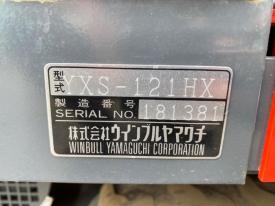 型式 YXS-121HX
製造番号
SERIAL NO. 181381
株式会社ウインブルヤマグチ
WINBULL YAMAGUCHI CORPORATION